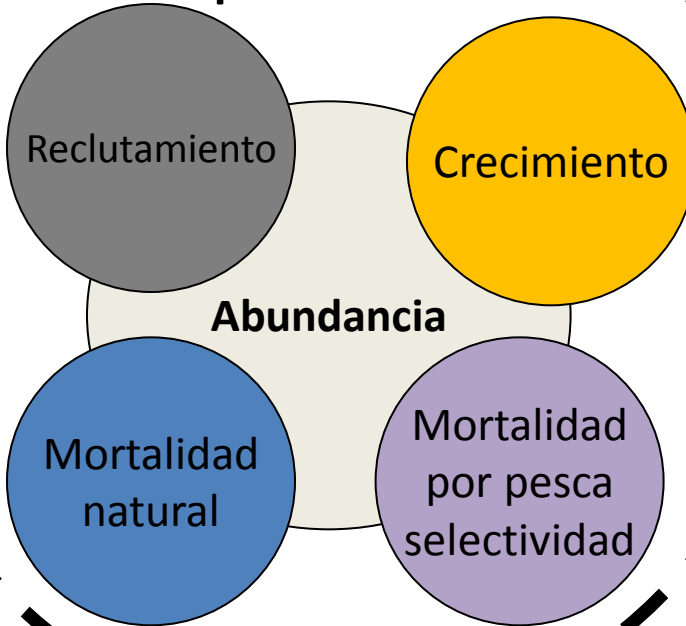 Reclutamiento
Crecimiento
Abundancia
Mortalidad
natural
Mortalidad
por pesca
selectividad